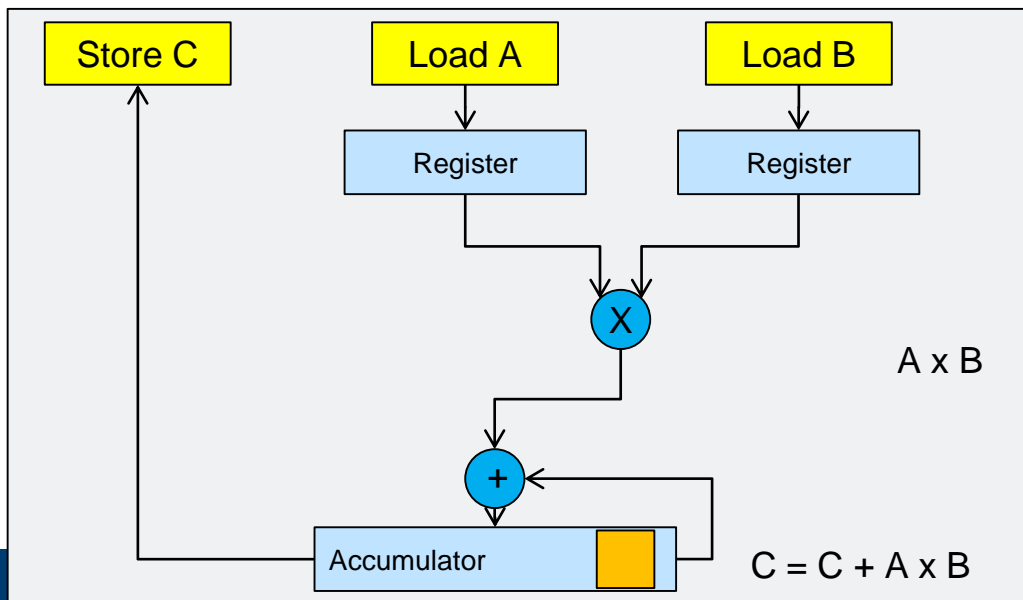 Store C
Load A
Load B
Register
Register
X
A x B
+
Accumulator
C = C + A x B